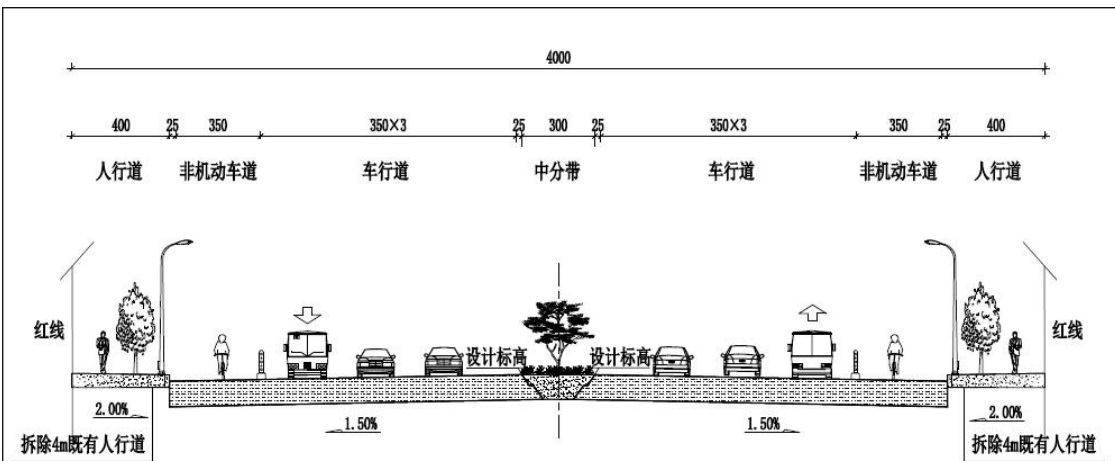 4000
400 25 350 350×3 25 300 25 350×3 350 25 400
人行道 非机动车道 车行道 中分带 车行道 非机动车道 人行道
红线 设计标高 设计标高 红线
2.00% 2.00%
1.50% 1.50%
拆除4m既有人行道 拆除4m既有人行道